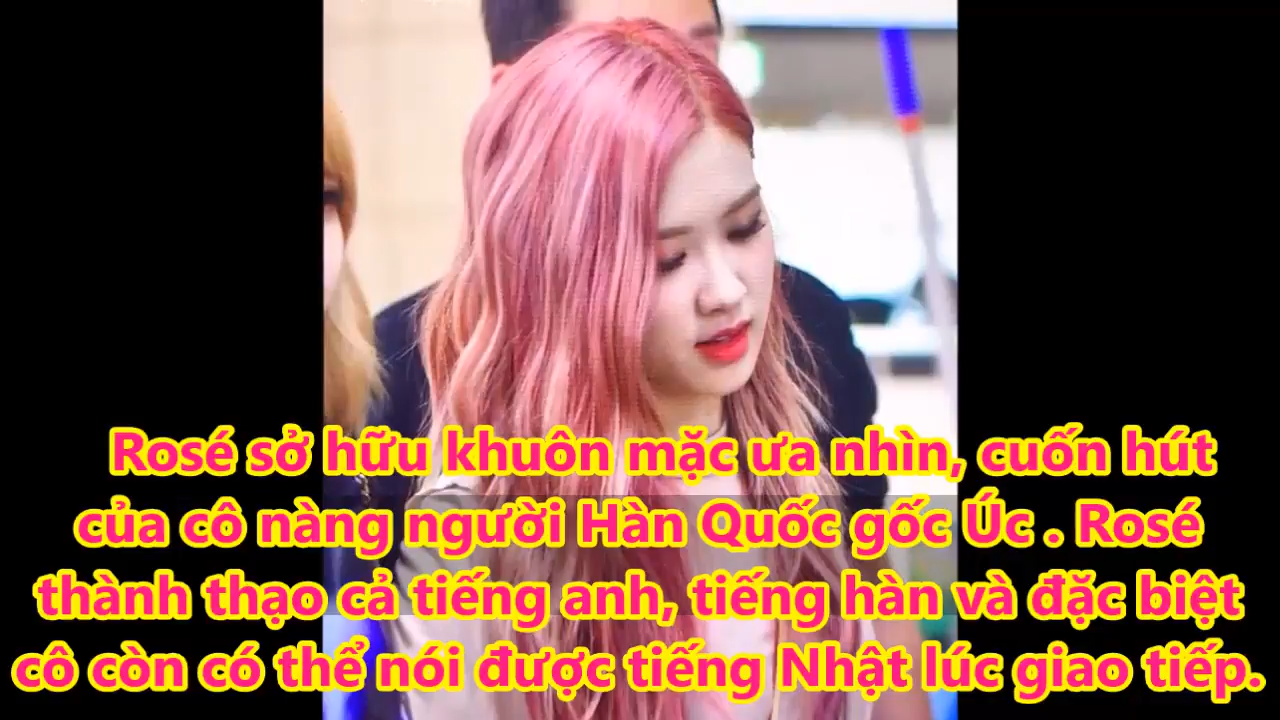 Rosé sở hữu khuôn mặc ưa nhìn, cuốn hút
của cô nàng người Hàn Quốc gốc Úc . Rosé
thành thạo cả tiếng anh, tiếng hàn và đặc biệt
cô còn có thể nói được tiếng Nhật lúc giao tiếp.